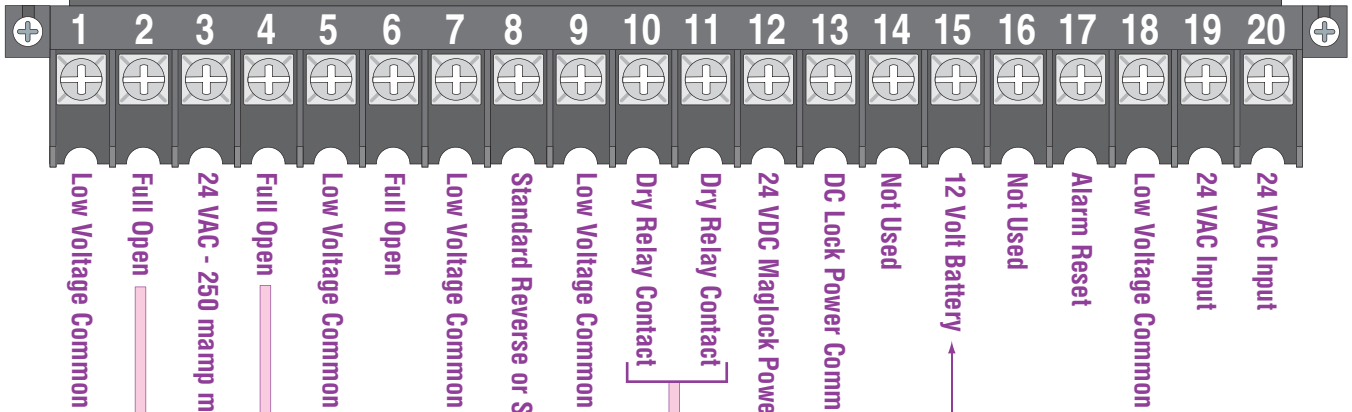 1 2 3 4 5 6 7 8 9 10 11 12 13 14 15 16 17 18 19 20
Low Voltage Common
Full Open
24 VAC - 250 mamp
Full Open
Low Voltage Common
Full Open
Low Voltage Common
Standard Reverse or
Low Voltage Common
Dry Relay Contact
Dry Relay Contact
24 VDC Maglock
DC Lock Power
Not Used
12 Volt Battery
Not Used
Alarm Reset
Low Voltage Common
24 VAC Input
24 VAC Input